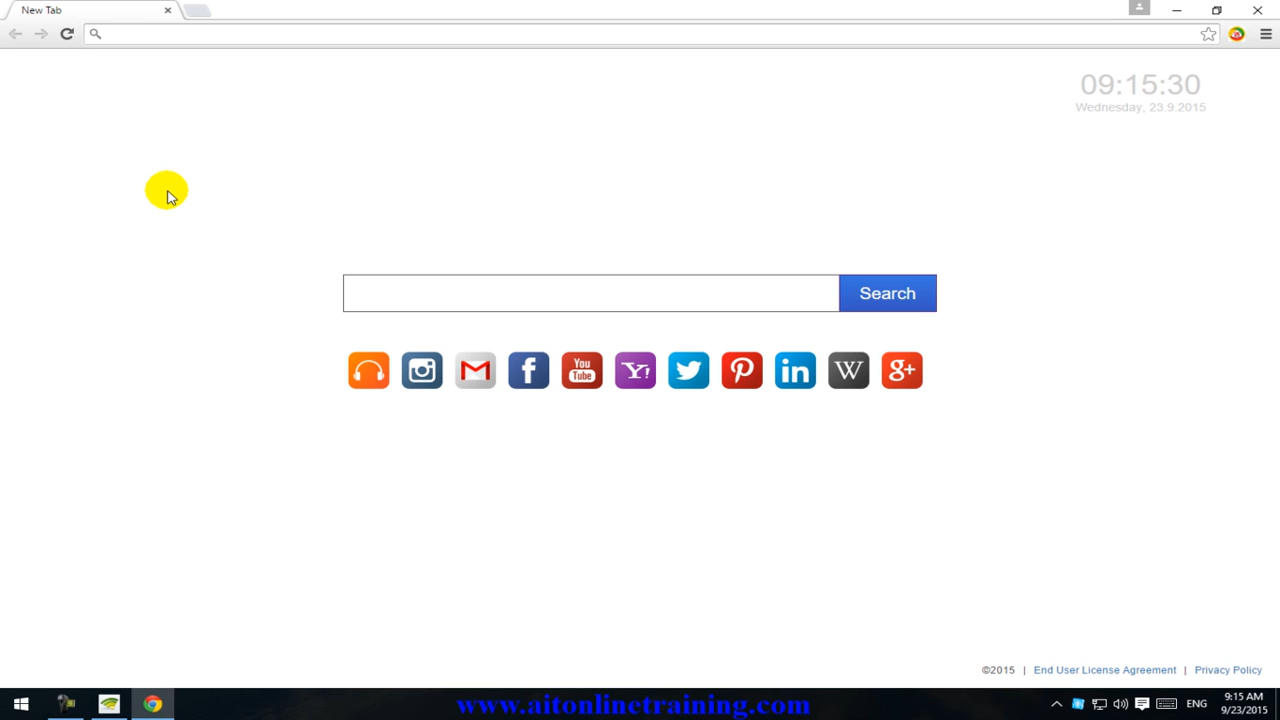 New Tab
09:15:30
Wednesday, 23.9.2015
Search
f
You
Tube
Y!
in
W
g+
©2015 | End User License Agreement | Privacy Policy
www.aitonlinetraining.com
ENG
9:15 AM
9/23/2015